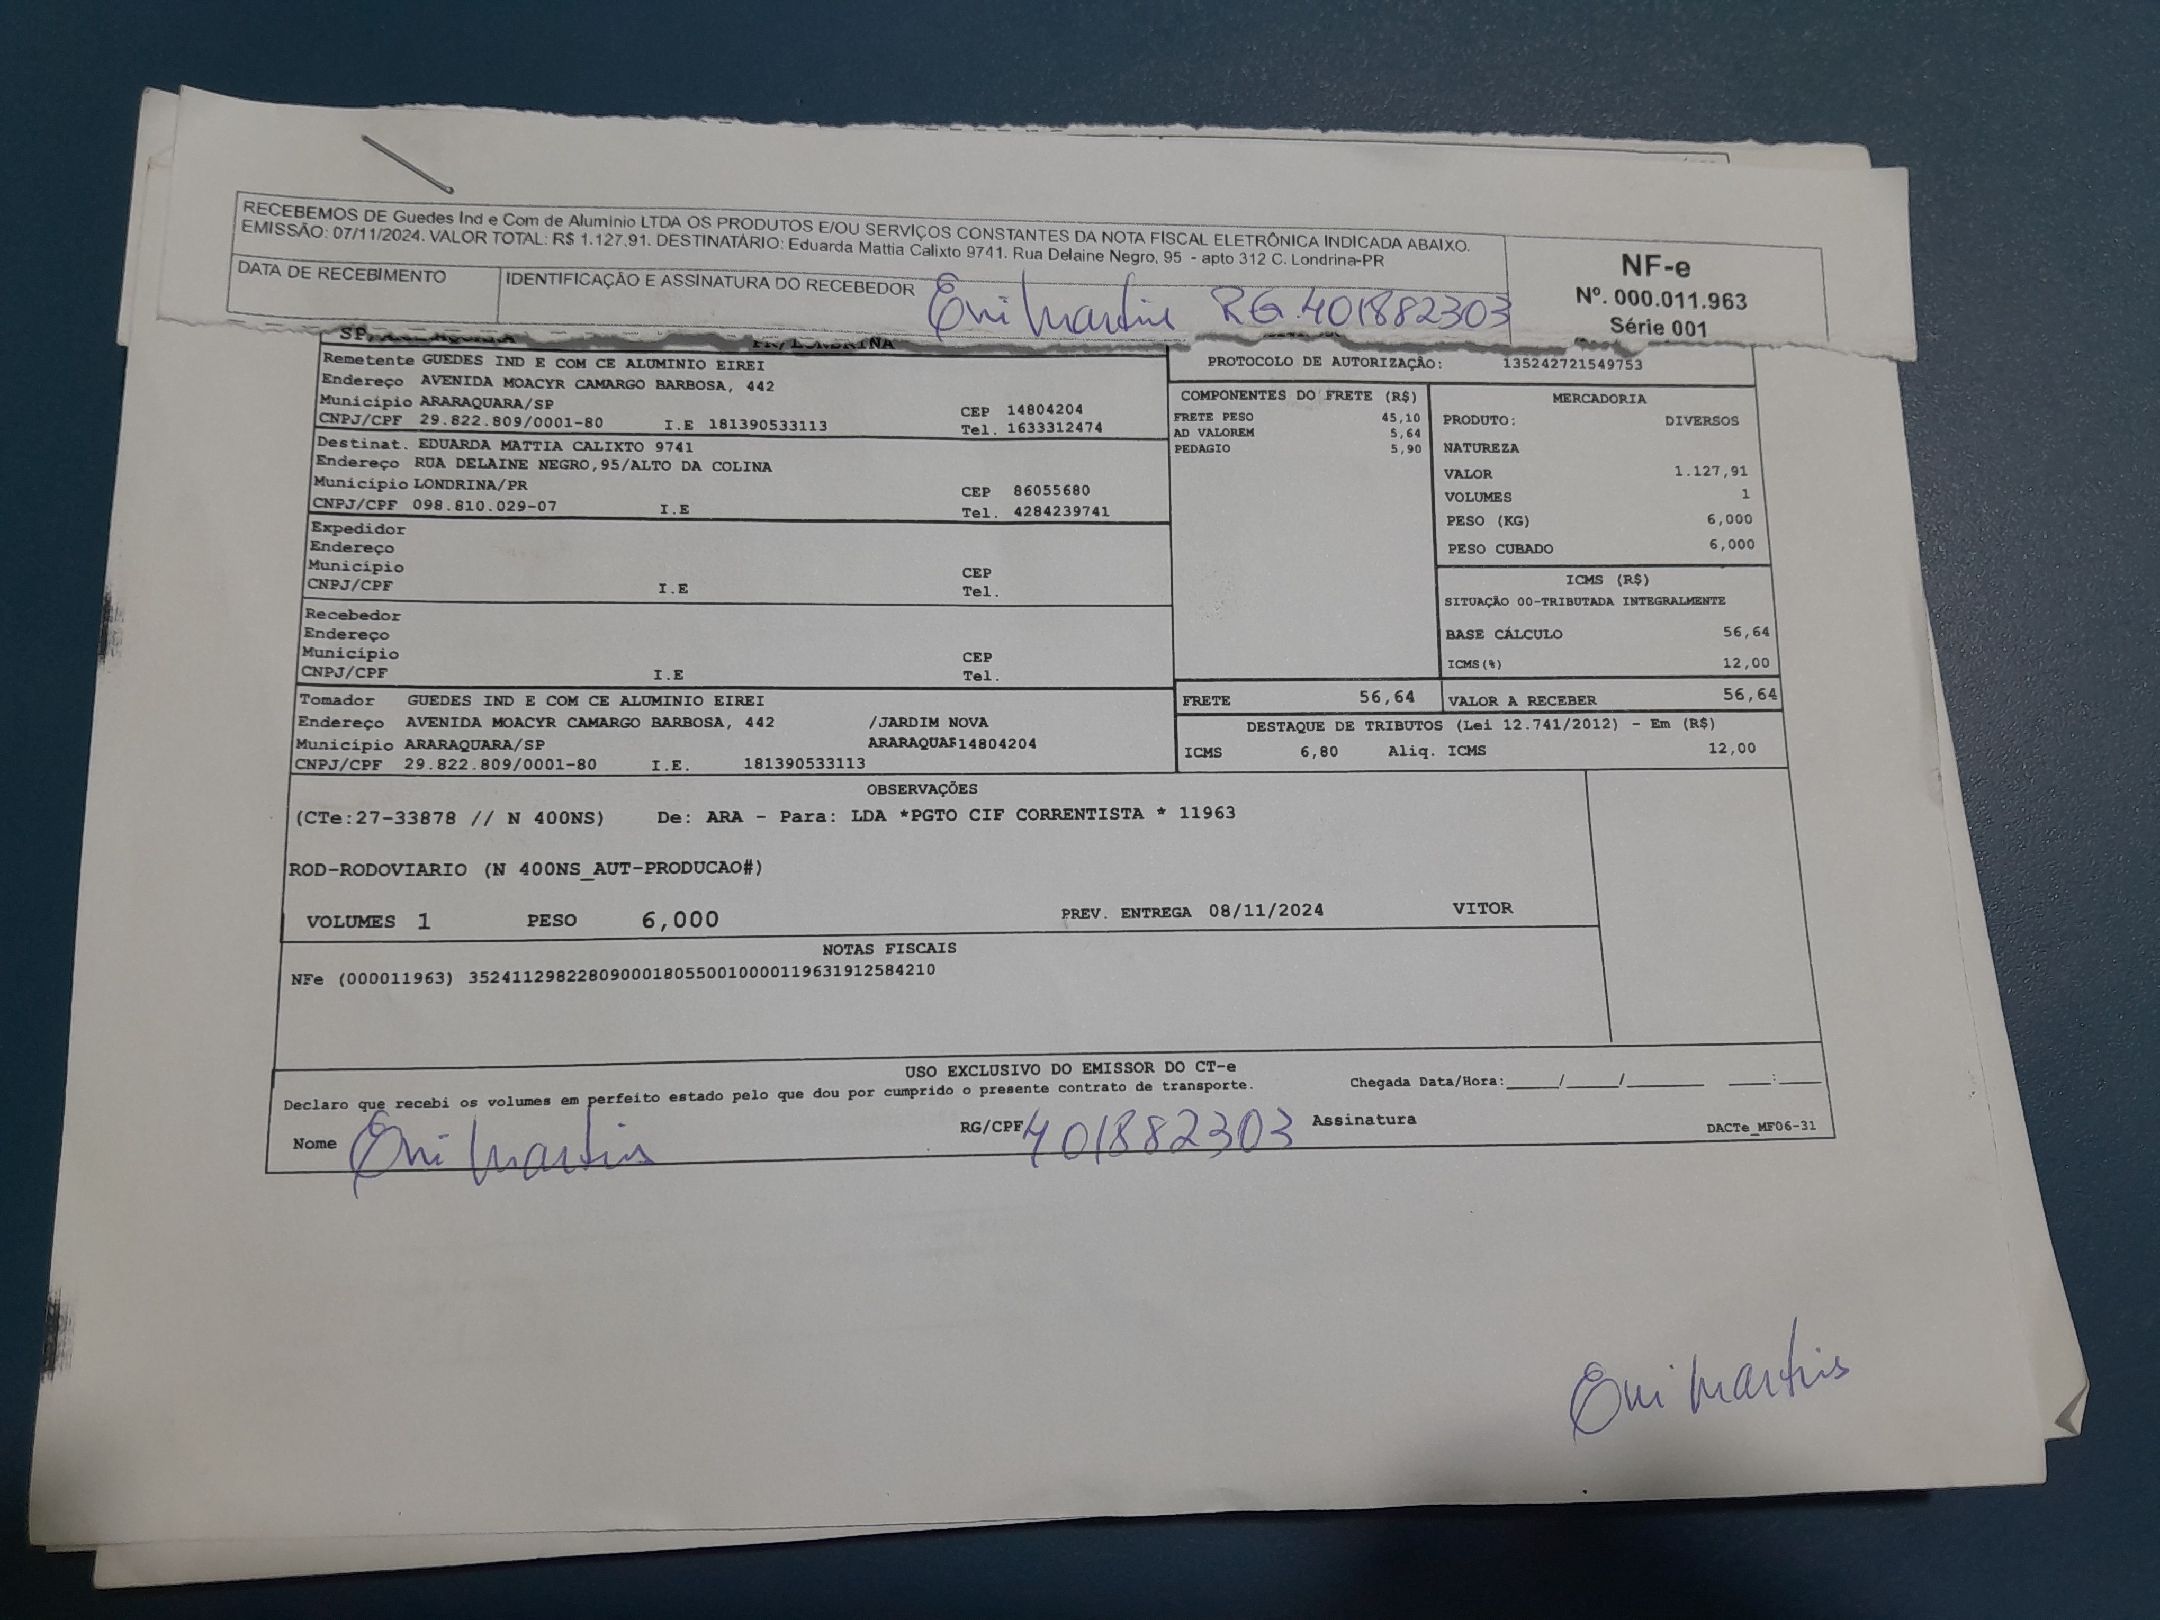 RECEBEMOS DE Guedes Ind e Com de Aluminio LTDA OS PRODUTOS E/OU SERVIÇOS CONSTANTES DA NOTA FISCAL ELETRÔNICA INDICADA ABAIXO.
EMISSÃO: 07/11/2024. VALOR TOTAL: R$ 1.127,91. DESTINATÁRIO: Eduarda Mattia Calixto 9741. Rua Delaine Negro, 95 - apto 312 C. Londrina-PR
DATA DE RECEBIMENTO
IDENTIFICAÇÃO E ASSINATURA DO RECEBEDOR
Eni Martins RG. 401882303
NF-e
Nº. 000.011.963
Série 001
PR/LONDRINA
Remetente GUEDES IND E COM CE ALUMINIO EIREI
Endereço AVENIDA MOACYR CAMARGO BARBOSA, 442
Município ARARAQUARA/SP CEP 14804204
CNPJ/CPF 29.822.809/0001-80 I.E 181390533113 Tel. 1633312474
Destinat. EDUARDA MATTIA CALIXTO 9741
Endereço RUA DELAINE NEGRO,95/ALTO DA COLINA
Município LONDRINA/PR CEP 86055680
CNPJ/CPF 098.810.029-07 I.E Tel. 4284239741
Expedidor
Endereço
Município CEP
CNPJ/CPF I.E Tel.
Recebedor
Endereço
Município CEP
CNPJ/CPF I.E Tel.
Tomador GUEDES IND E COM CE ALUMINIO EIREI
Endereço AVENIDA MOACYR CAMARGO BARBOSA, 442 /JARDIM NOVA
Município ARARAQUARA/SP ARARAQUAR14804204
CNPJ/CPF 29.822.809/0001-80 I.E. 181390533113
PROTOCOLO DE AUTORIZAÇÃO: 135242721549753
COMPONENTES DO FRETE (R$)
FRETE PESO 45,10
AD VALOREM 5,64
PEDAGIO 5,90
MERCADORIA
PRODUTO: DIVERSOS
NATUREZA
VALOR 1.127,91
VOLUMES 1
PESO (KG) 6,000
PESO CUBADO 6,000
ICMS (R$)
SITUAÇÃO 00-TRIBUTADA INTEGRALMENTE
BASE CÁLCULO 56,64
ICMS(%) 12,00
FRETE 56,64 VALOR A RECEBER 56,64
DESTAQUE DE TRIBUTOS (Lei 12.741/2012) - Em (R$)
ICMS 6,80 Aliq. ICMS 12,00
OBSERVAÇÕES
(CTe:27-33878 // N 400NS) De: ARA - Para: LDA *PGTO CIF CORRENTISTA * 11963
ROD-RODOVIARIO (N 400NS_AUT-PRODUCAO#)
VOLUMES 1 PESO 6,000 PREV. ENTREGA 08/11/2024 VITOR
NOTAS FISCAIS
NFe (000011963) 35241129822809000180550010000119631912584210
USO EXCLUSIVO DO EMISSOR DO CT-e
Declaro que recebi os volumes em perfeito estado pelo que dou por cumprido o presente contrato de transporte. Chegada Data/Hora:_____/_____/_______ ____:____
Nome Eni Martins RG/CPF 401882303 Assinatura DACTe_MF06-31
Eni Martins